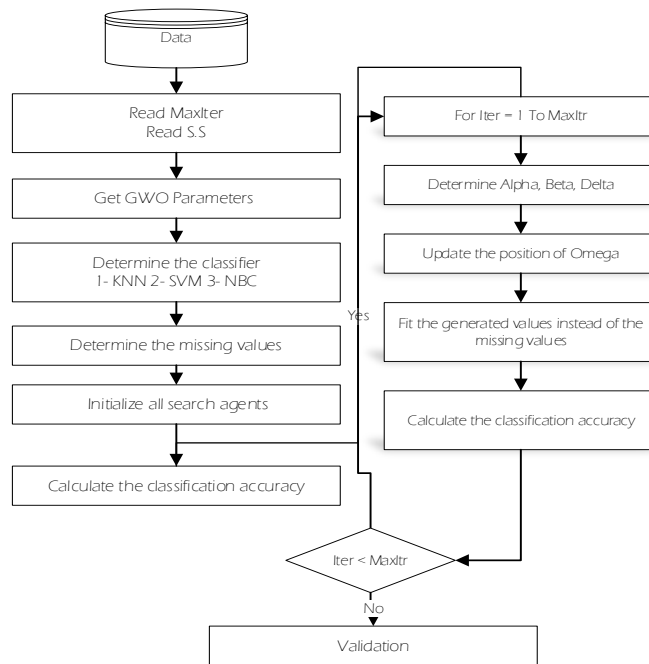 Data
Read MaxIter
Read S.S
Get GWO Parameters
Determine the classifier
1- KNN 2- SVM 3- NBC
Determine the missing values
Initialize all search agents
Calculate the classification accuracy
For Iter = 1 To MaxItr
Determine Alpha, Beta, Delta
Update the position of Omega
Fit the generated values instead of the
missing values
Calculate the classification accuracy
Yes
Iter < MaxItr
No
Validation